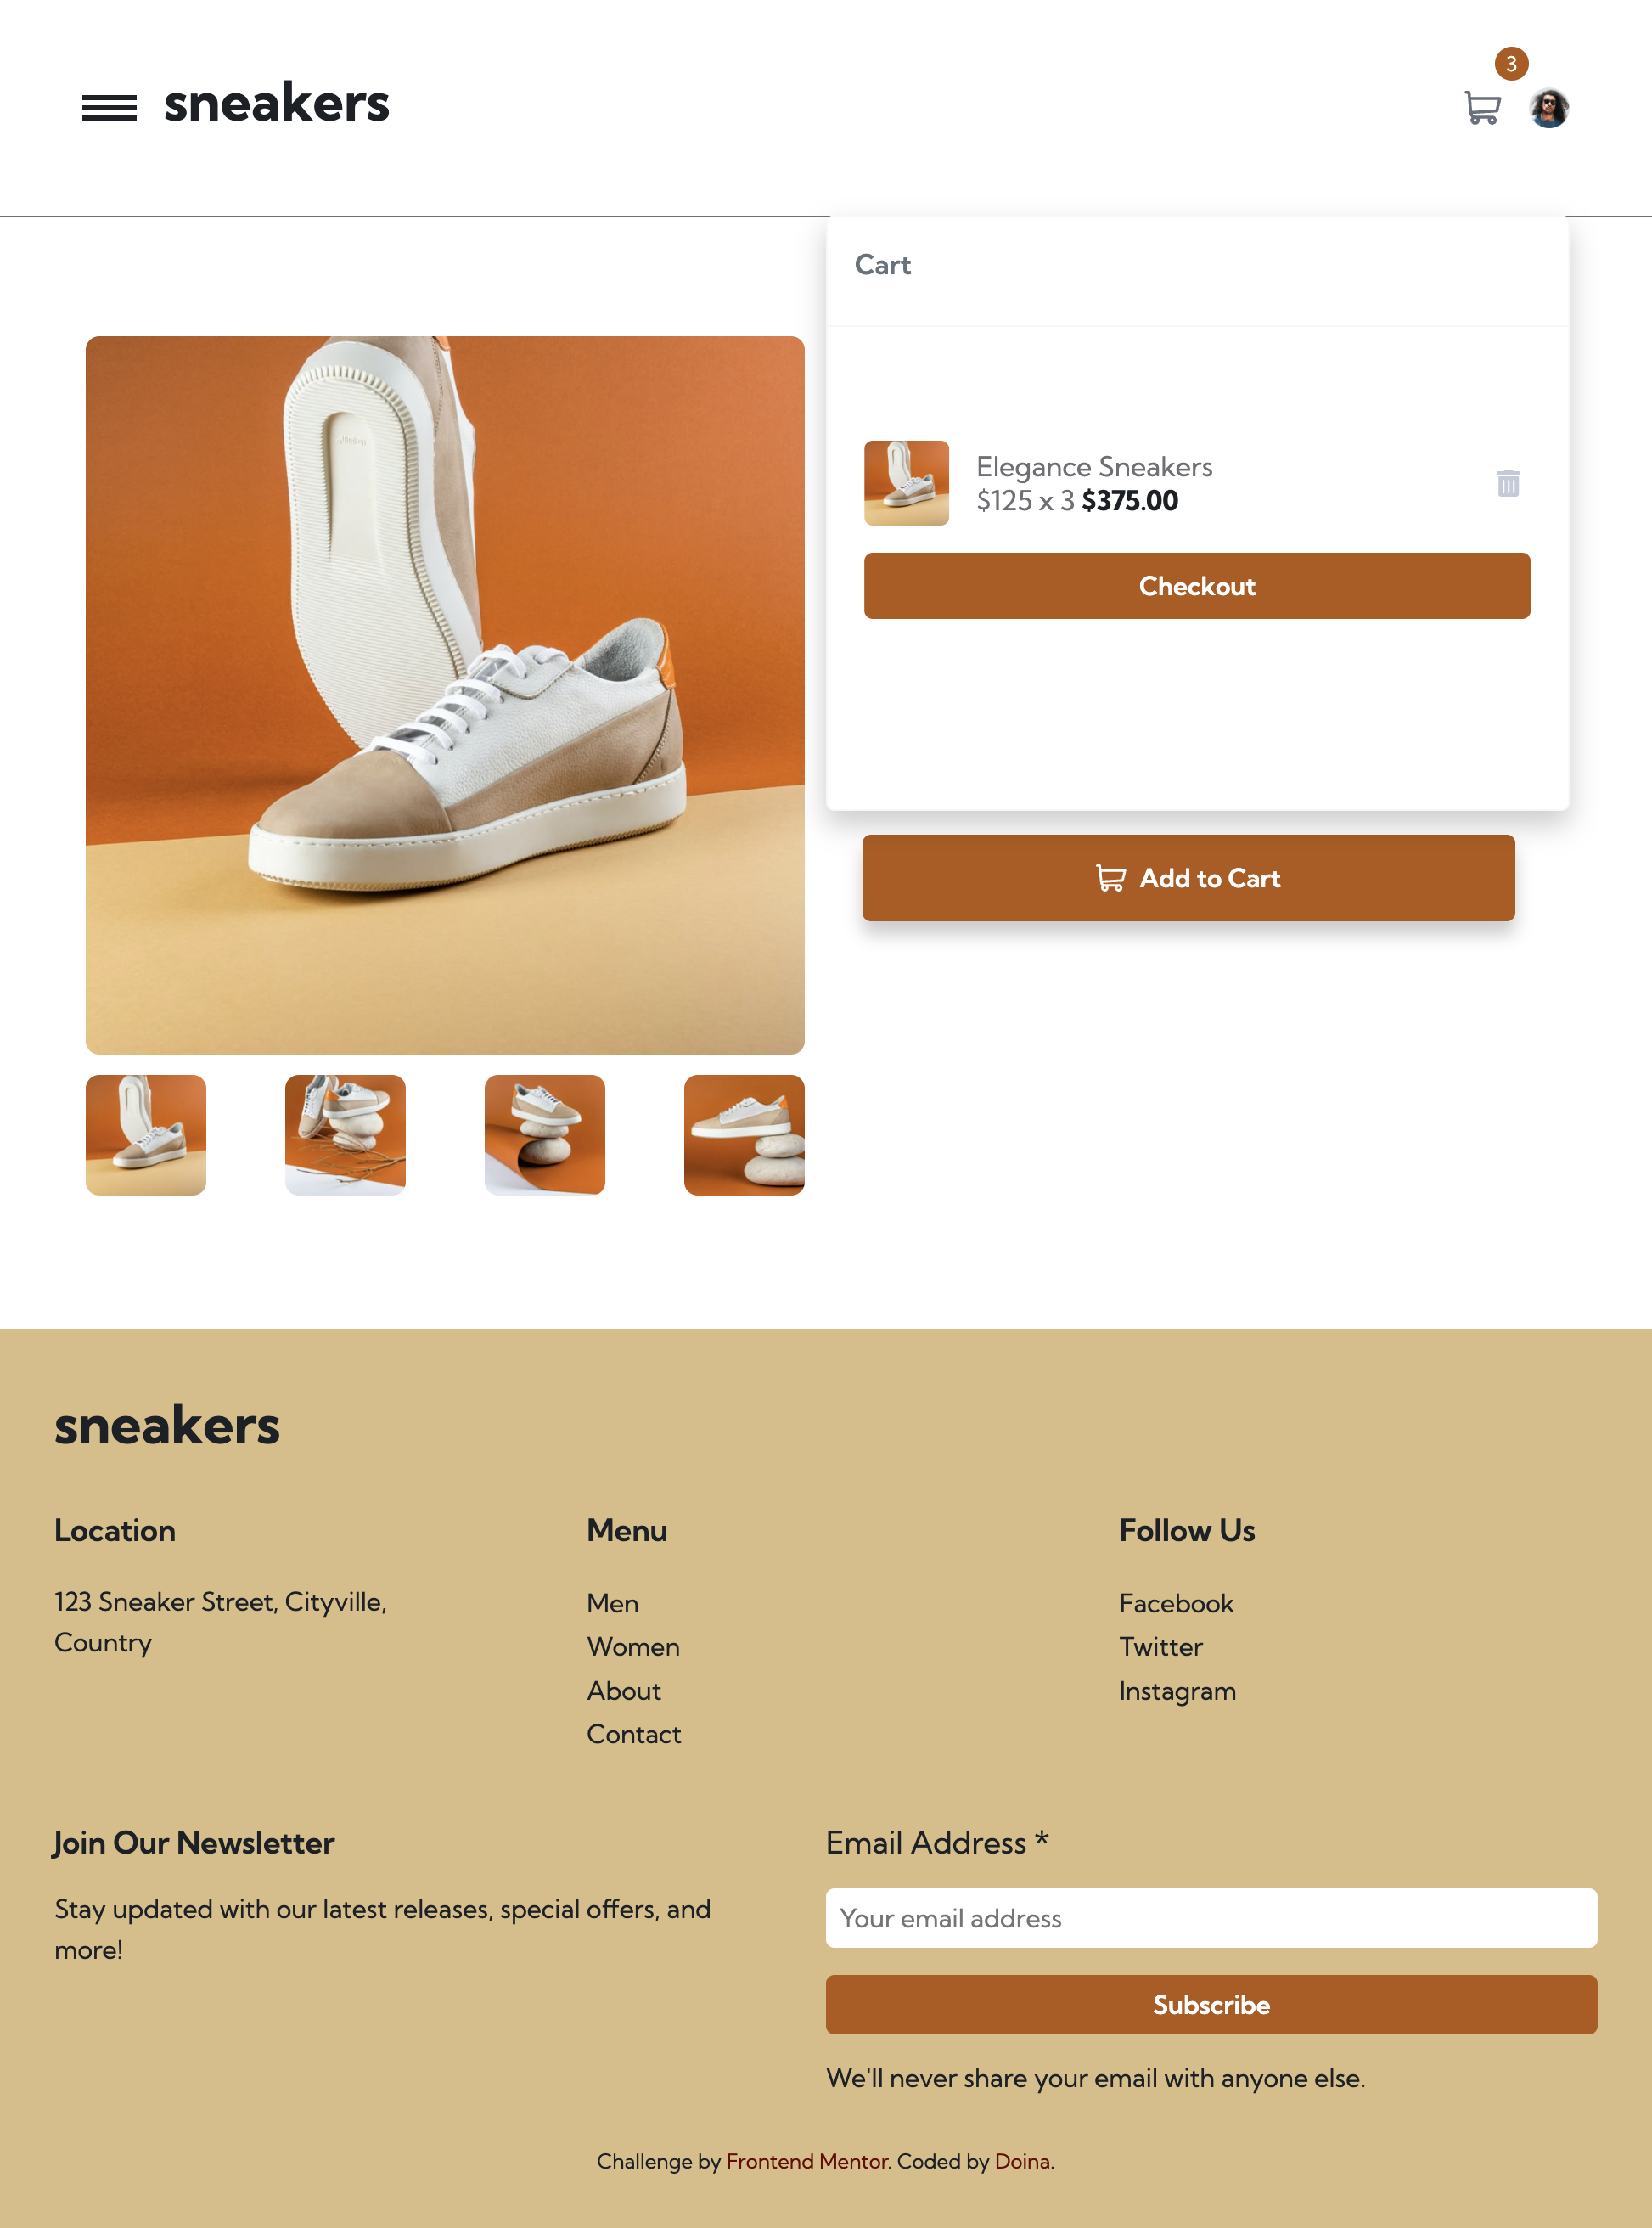 sneakers
3
Cart
Elegance Sneakers
$125 x 3 $375.00
Checkout
Add to Cart
sneakers
Location
123 Sneaker Street, Cityville,
Country
Menu
Men
Women
About
Contact
Follow Us
Facebook
Twitter
Instagram
Join Our Newsletter
Stay updated with our latest releases, special offers, and
more!
Email Address *
Your email address
Subscribe
We'll never share your email with anyone else.
Challenge by Frontend Mentor. Coded by Doina.